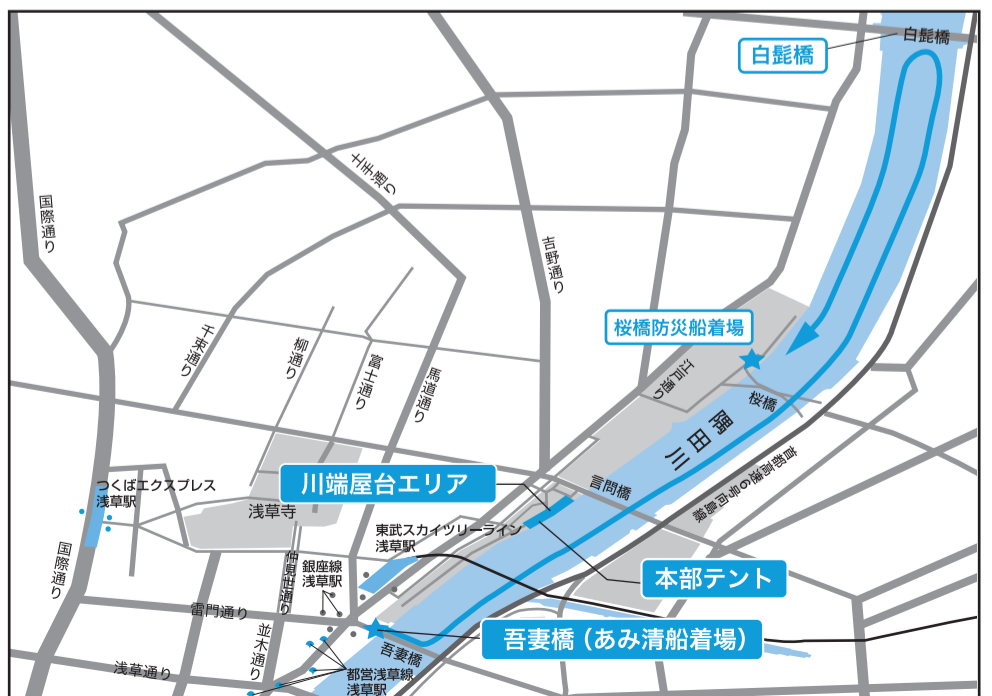 白髭橋
白髭橋
土手通り
国際通り
吉野通り
桜橋防災船着場
千束通り
柳通り
富士通り
馬道通り
江戸通り
桜橋
隅田川
首都高速6号向島線
言問橋
川端屋台エリア
つくばエクスプレス
浅草駅
浅草寺
東武スカイツリーライン
浅草駅
国際通り
仲見世通り
銀座線
浅草駅
本部テント
雷門通り
並木通り
吾妻橋（あみ清船着場）
吾妻橋
浅草通り
都営浅草線
浅草駅